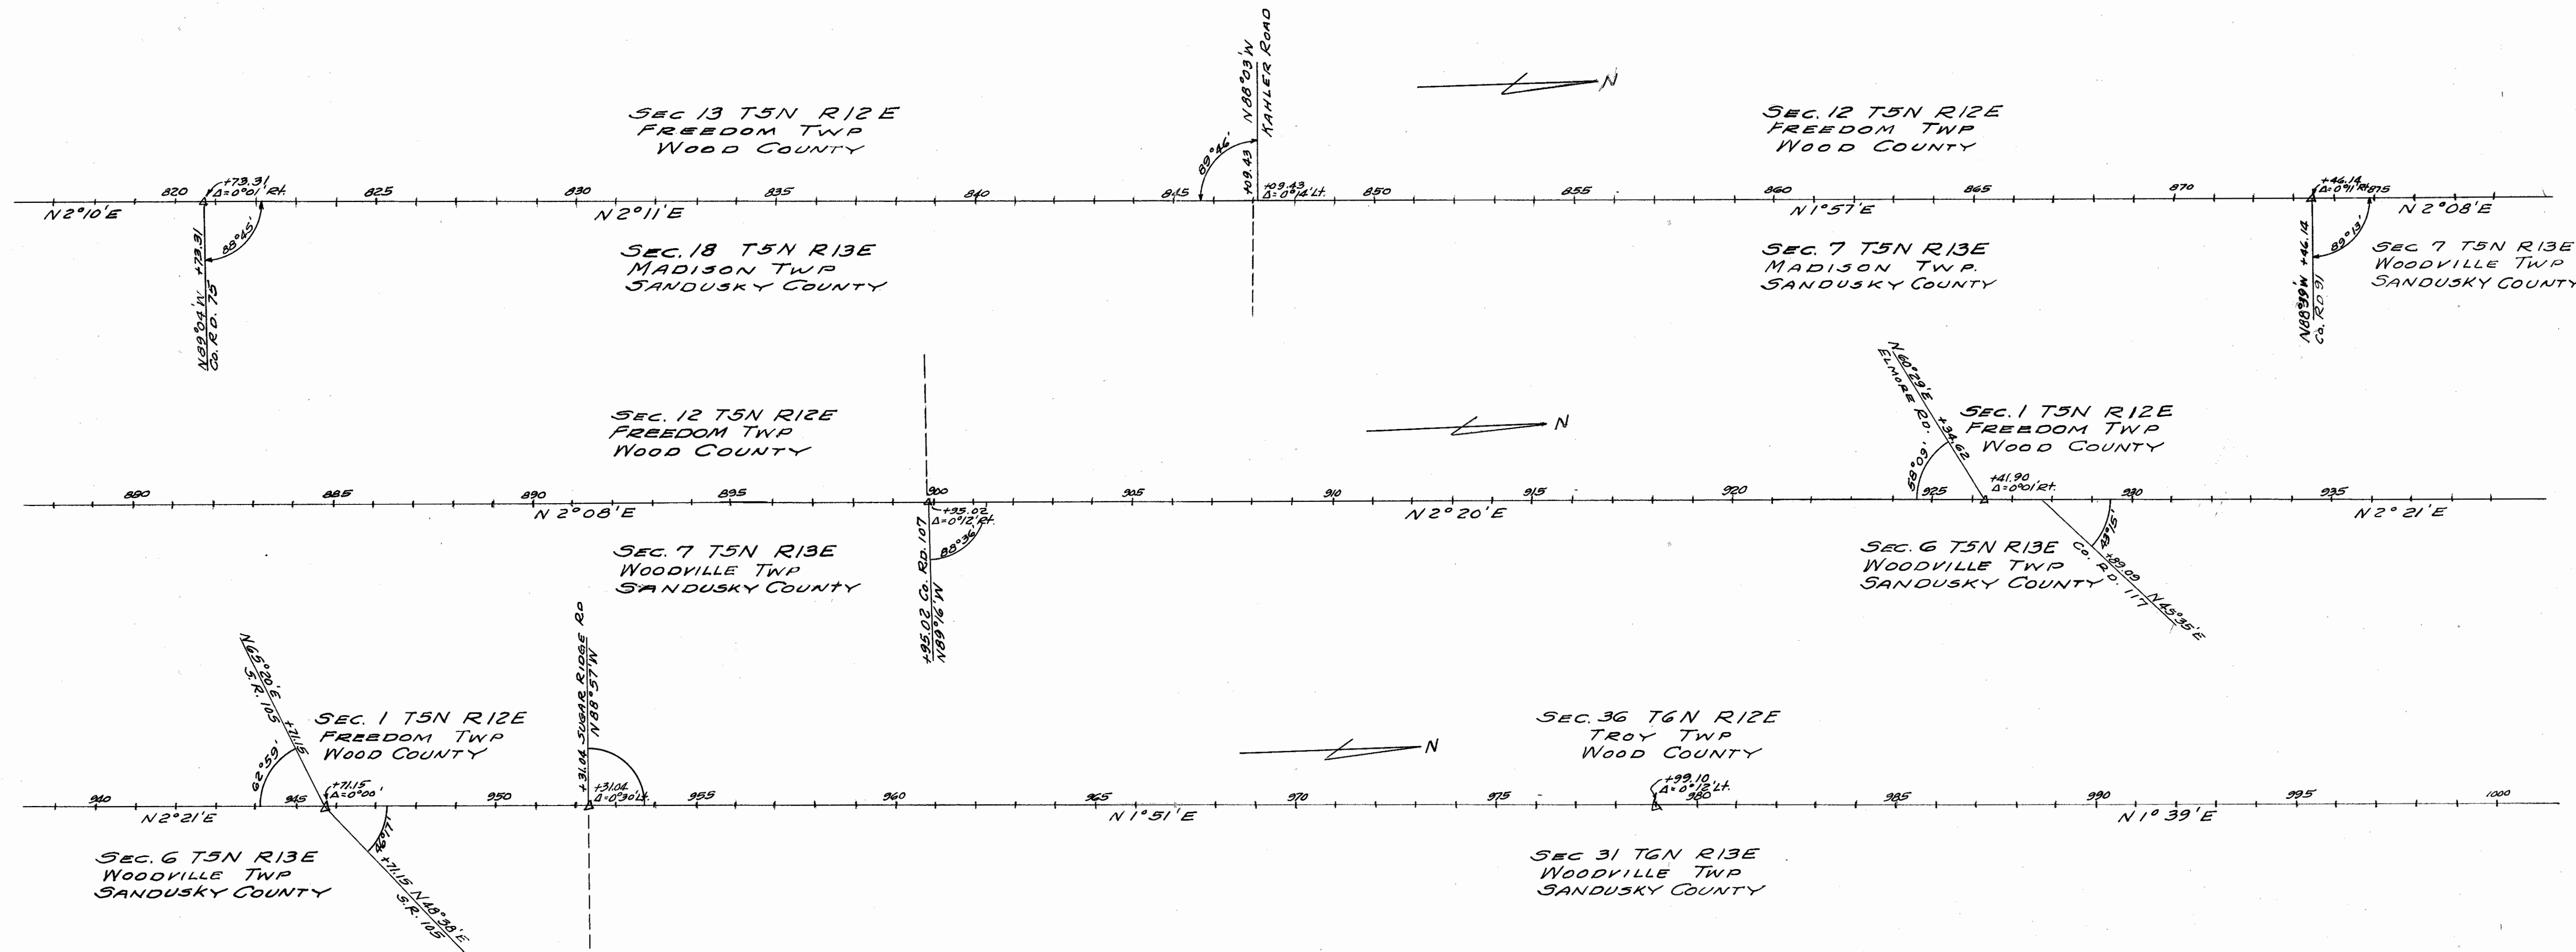 SEC 13 T5N R12E
FREEDOM TWP
WOOD COUNTY
N88°03'W
KAHLER ROAD
N
SEC. 12 T5N R12E
FREEDOM TWP
WOOD COUNTY
89°46'
+09.43
820
+73.31
Δ=0°01' Rt.
825
830
835
840
845
+09.43
Δ=0°14' Lt.
850
855
860
865
870
+46.14
Δ=0°11' Rt.
875
N2°10'E
N2°11'E
N1°57'E
N2°08'E
88°45'
N89°04'W +73.31
CO. RD. 75
SEC. 18 T5N R13E
MADISON TWP
SANDUSKY COUNTY
SEC. 7 T5N R13E
MADISON TWP.
SANDUSKY COUNTY
89°13'
N88°39'W +46.14
CO. RD 91
SEC 7 T5N R13E
WOODVILLE TWP
SANDUSKY COUNTY
SEC. 12 T5N R12E
FREEDOM TWP
WOOD COUNTY
N
N60°29'E +34.62
ELMORE RD.
58°09'
SEC. 1 T5N R12E
FREEDOM TWP
WOOD COUNTY
880
885
890
895
900
+95.02
Δ=0°12' Rt.
905
910
915
920
925
+41.90
Δ=0°01' Rt.
930
935
N2°08'E
N2°20'E
N2°21'E
88°36'
+95.02 CO. RD. 107
N89°16'W
SEC. 7 T5N R13E
WOODVILLE TWP
SANDUSKY COUNTY
SEC. 6 T5N R13E
WOODVILLE TWP
SANDUSKY COUNTY
43°15'
+89.09 N45°35'E
CO. RD. 117
N65°20'E +71.15
S.R. 105
62°59'
SEC. 1 T5N R12E
FREEDOM TWP
WOOD COUNTY
+31.04 SUGAR RIDGE RD
N88°57'W
N
SEC. 36 T6N R12E
TROY TWP
WOOD COUNTY
940
945
+71.15
Δ=0°00'
950
+31.04
Δ=0°30' Lt.
955
960
965
970
975
+99.10
Δ=0°12' Lt.
980
985
990
995
1000
N2°21'E
N1°51'E
N1°39'E
46°17'
+71.15 N48°38'E
S.R. 105
SEC. 6 T5N R13E
WOODVILLE TWP
SANDUSKY COUNTY
SEC 31 T6N R13E
WOODVILLE TWP
SANDUSKY COUNTY